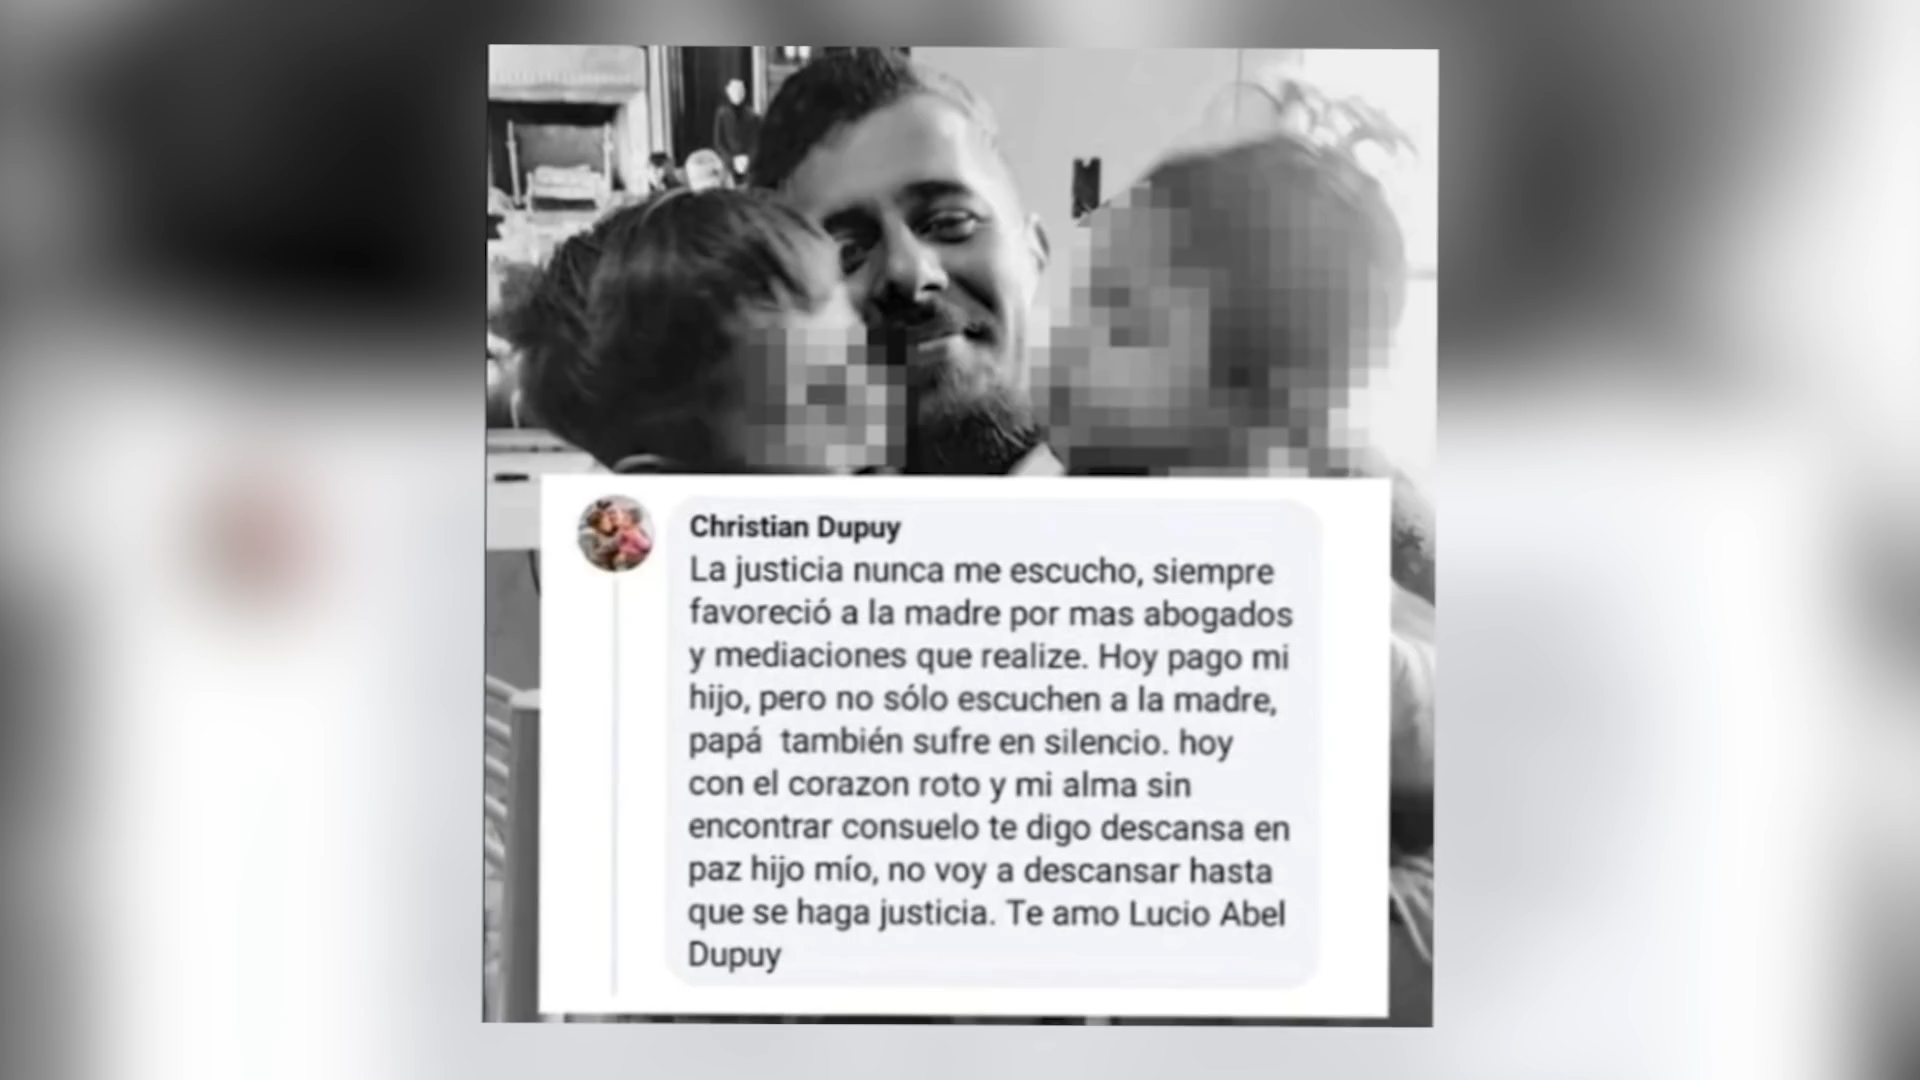 Christian Dupuy
La justicia nunca me escucho, siempre
favoreció a la madre por mas abogados
y mediaciones que realize. Hoy pago mi
hijo, pero no sólo escuchen a la madre,
papá  también sufre en silencio. hoy
con el corazon roto y mi alma sin
encontrar consuelo te digo descansa en
paz hijo mío, no voy a descansar hasta
que se haga justicia. Te amo Lucio Abel
Dupuy